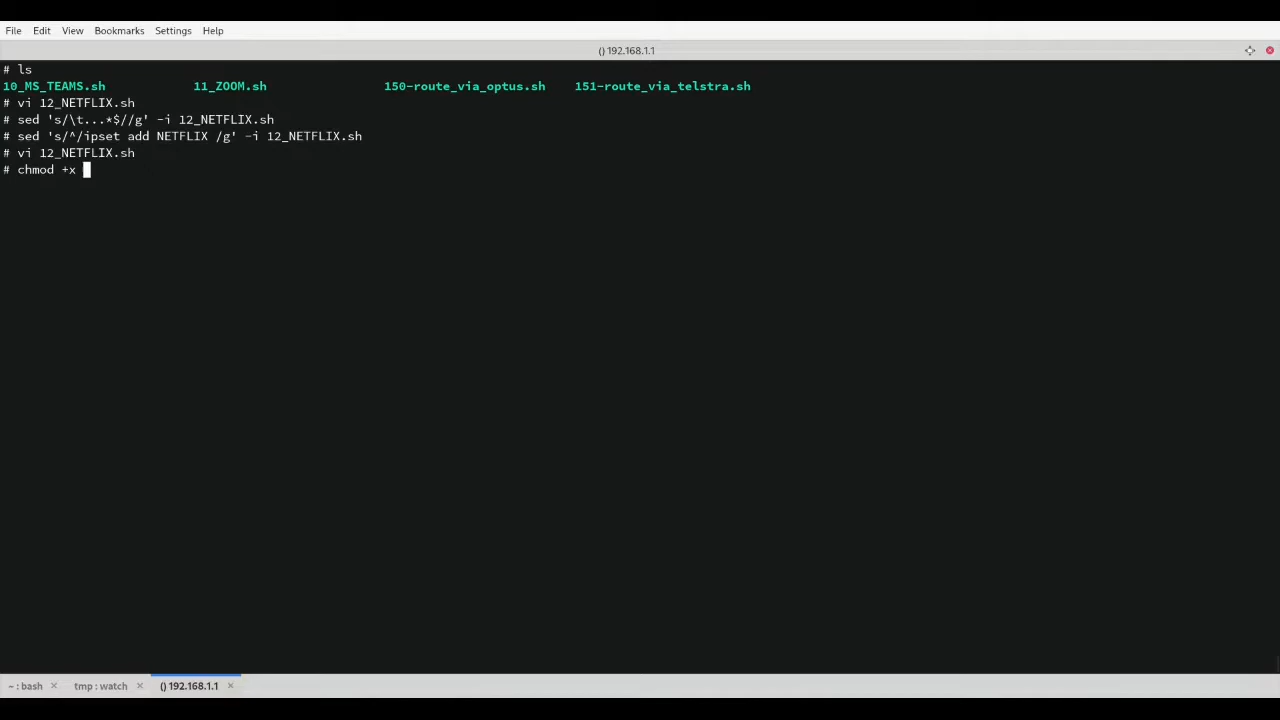 File Edit View Bookmarks Settings Help
() 192.168.1.1
# ls
10_MS_TEAMS.sh 11_ZOOM.sh 150-route_via_optus.sh 151-route_via_telstra.sh
# vi 12_NETFLIX.sh
# sed 's/\t...*$//g' -i 12_NETFLIX.sh
# sed 's/^/ipset add NETFLIX /g' -i 12_NETFLIX.sh
# vi 12_NETFLIX.sh
# chmod +x
~ : bash tmp : watch () 192.168.1.1